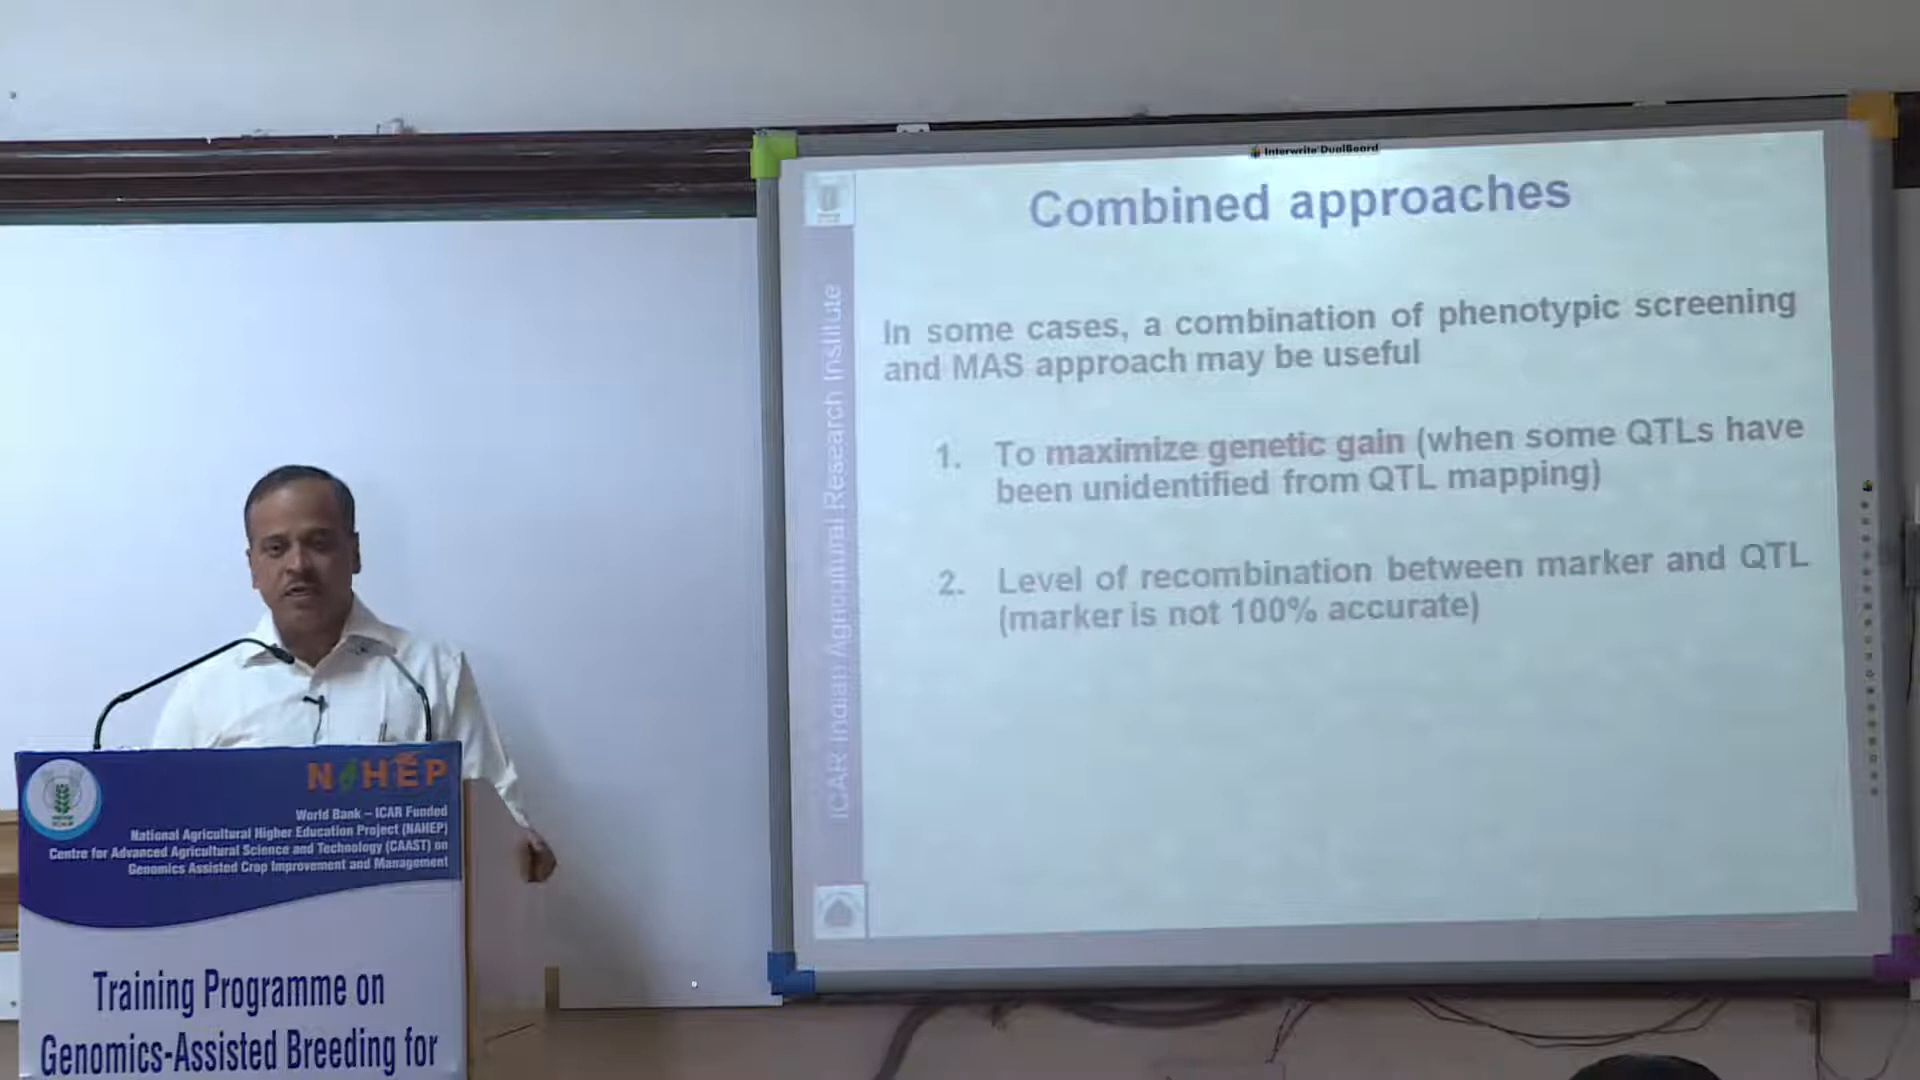 Interwrite DualBoard
Combined approaches
In some cases, a combination of phenotypic screening
and MAS approach may be useful
1. To maximize genetic gain (when some QTLs have
been unidentified from QTL mapping)
2. Level of recombination between marker and QTL
(marker is not 100% accurate)
ICAR-Indian Agricultural Research Institute
NAHEP
World Bank – ICAR Funded
National Agricultural Higher Education Project (NAHEP)
Centre for Advanced Agricultural Science and Technology (CAAST) on
Genomics Assisted Crop Improvement and Management
Training Programme on
Genomics-Assisted Breeding for